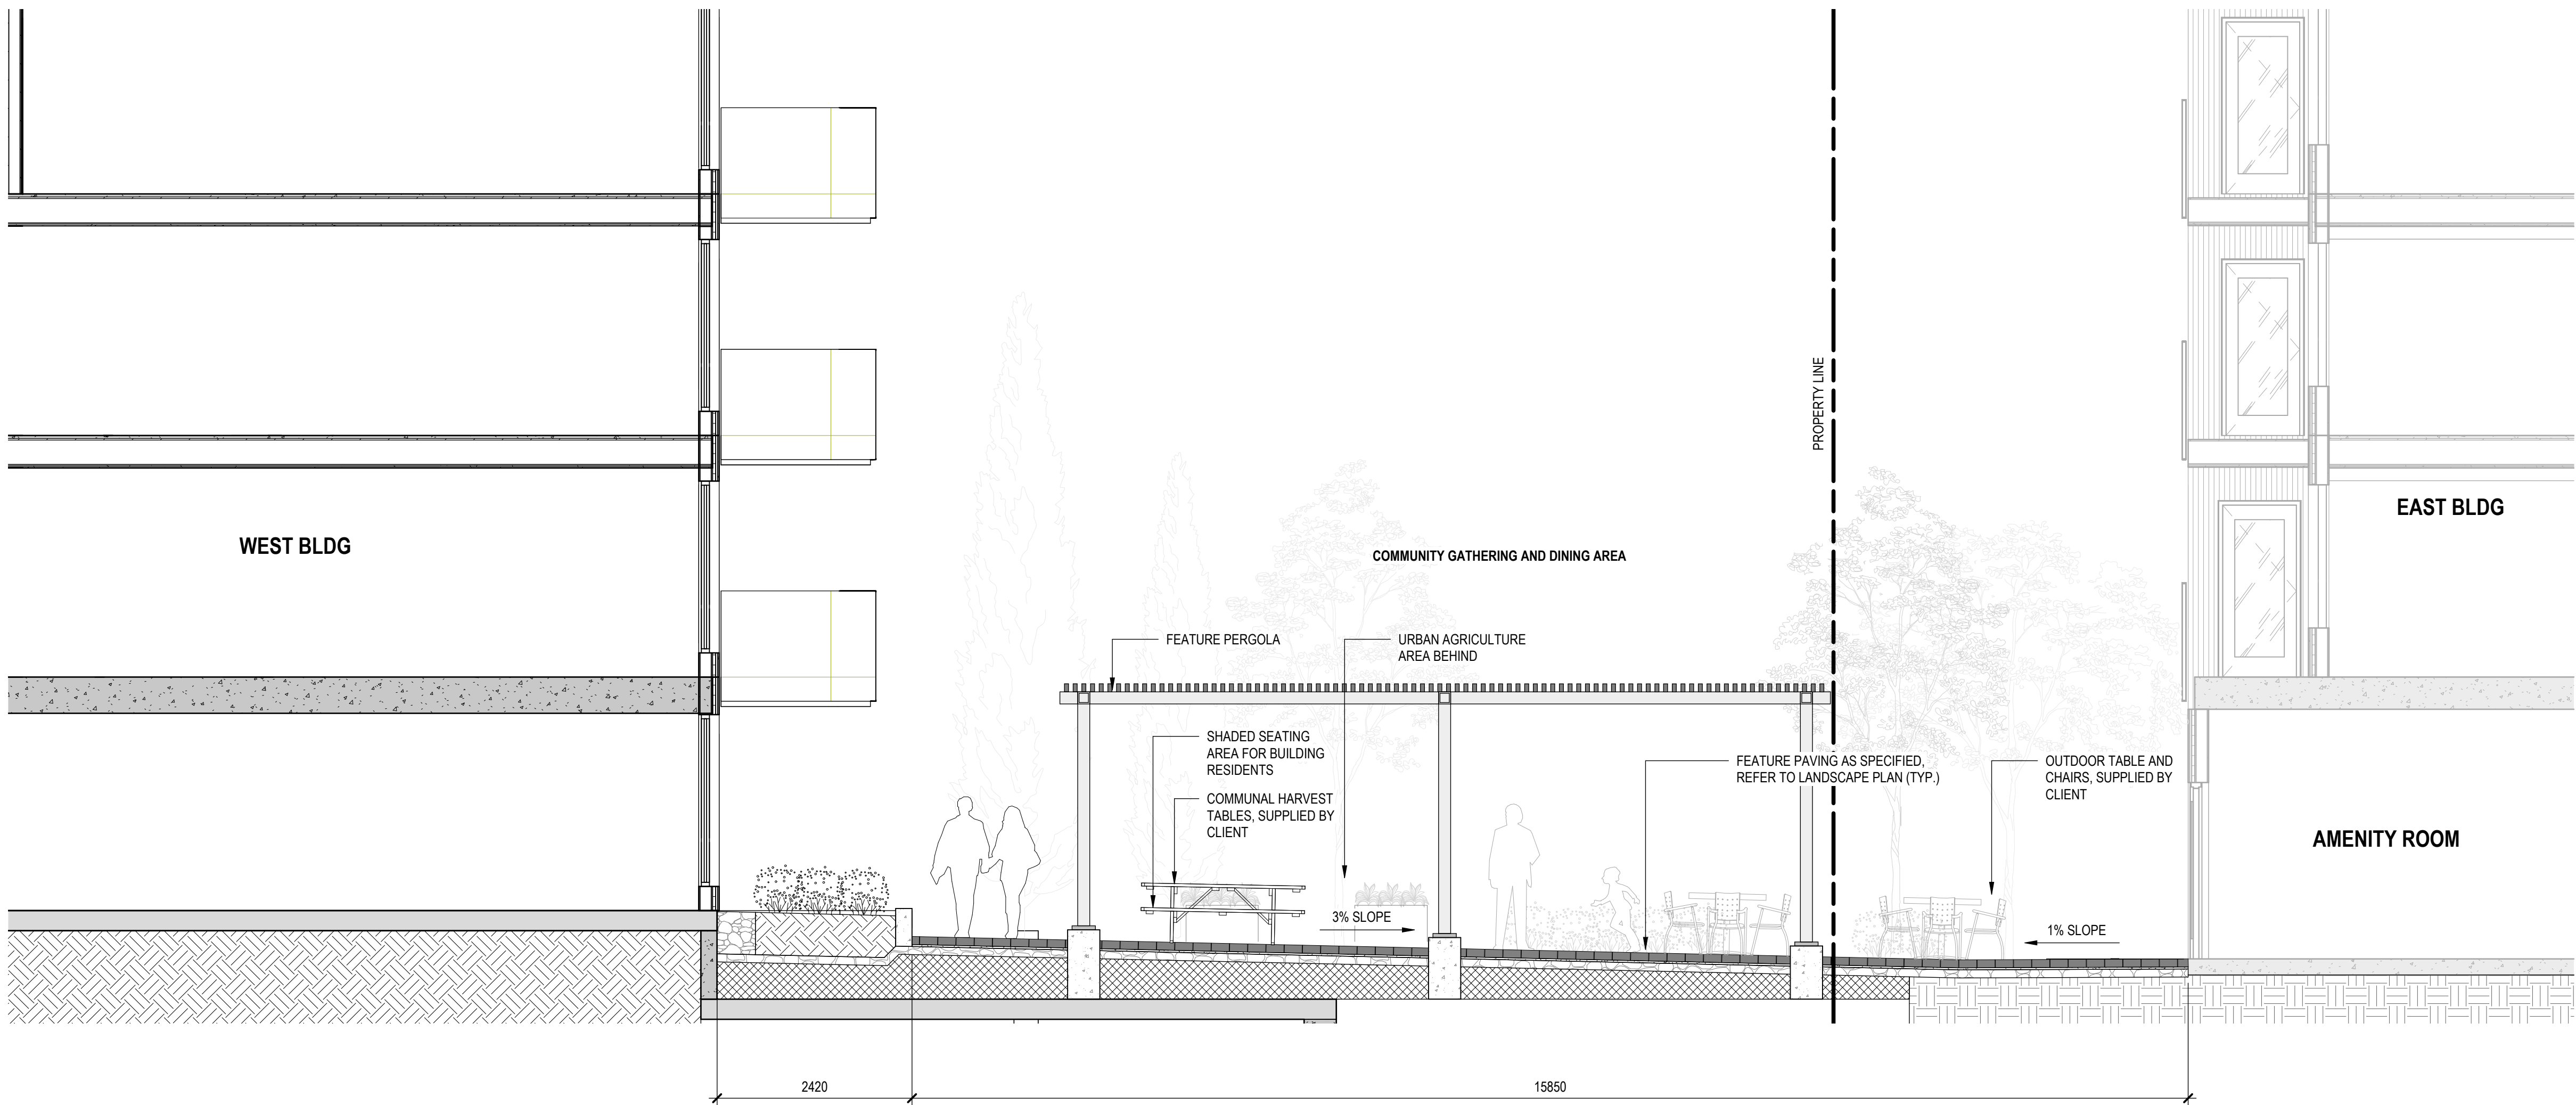 PROPERTY LINE
WEST BLDG
EAST BLDG
COMMUNITY GATHERING AND DINING AREA
FEATURE PERGOLA
URBAN AGRICULTURE
AREA BEHIND
SHADED SEATING
AREA FOR BUILDING
RESIDENTS
COMMUNAL HARVEST
TABLES, SUPPLIED BY
CLIENT
FEATURE PAVING AS SPECIFIED,
REFER TO LANDSCAPE PLAN (TYP.)
OUTDOOR TABLE AND
CHAIRS, SUPPLIED BY
CLIENT
AMENITY ROOM
3% SLOPE
1% SLOPE
2420
15850